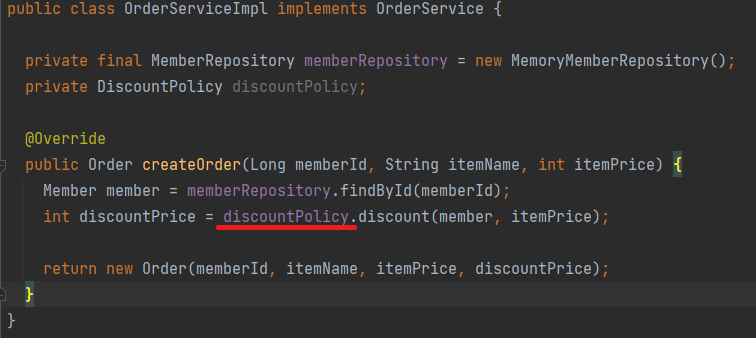 public class OrderServiceImpl implements OrderService {
private final MemberRepository memberRepository = new MemoryMemberRepository();
private DiscountPolicy discountPolicy;
@Override
public Order createOrder(Long memberId, String itemName, int itemPrice) {
Member member = memberRepository.findById(memberId);
int discountPrice = discountPolicy.discount(member, itemPrice);
return new Order(memberId, itemName, itemPrice, discountPrice);
}
}